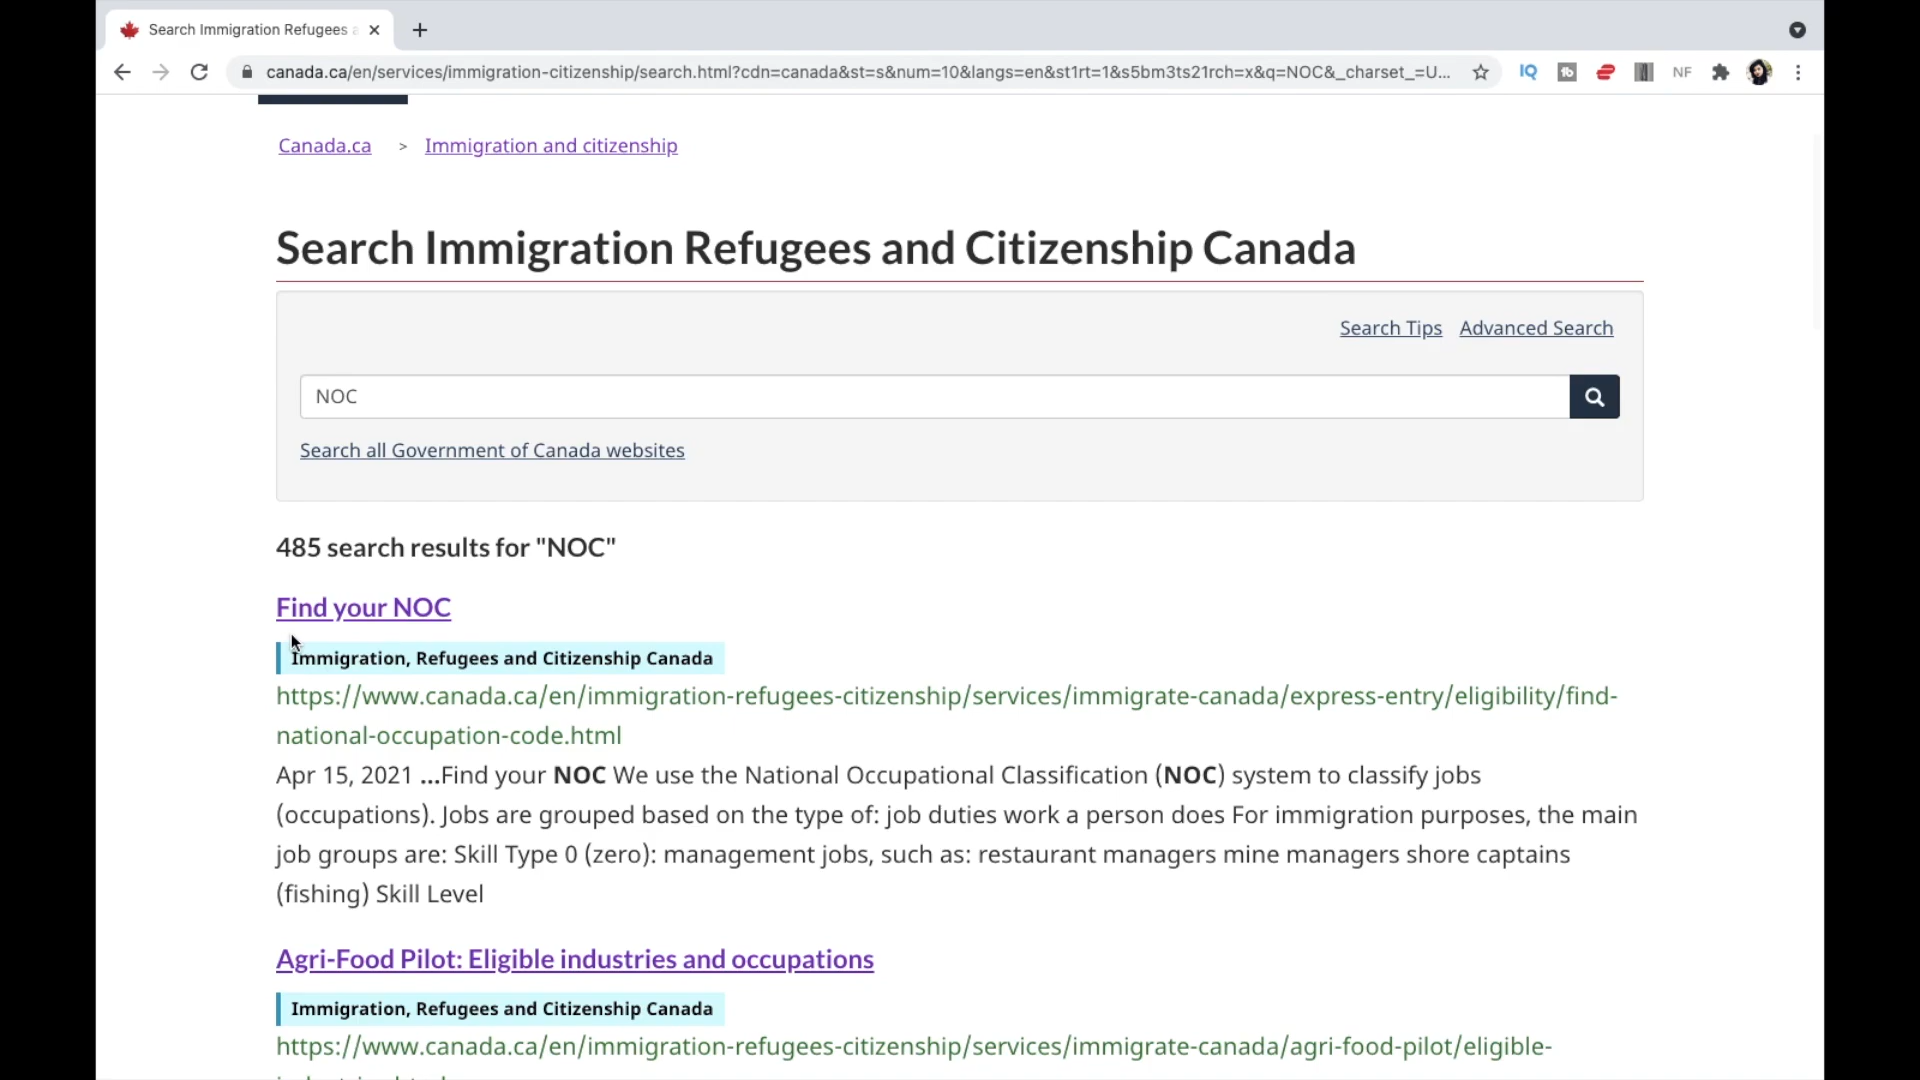 Search Immigration Refugees a
canada.ca/en/services/immigration-citizenship/search.html?cdn=canada&st=s&num=10&langs=en&st1rt=1&s5bm3ts21rch=x&q=NOC&_charset_=U...
IQ
tb
NF
Canada.ca > Immigration and citizenship
Search Immigration Refugees and Citizenship Canada
Search Tips Advanced Search
NOC
Search all Government of Canada websites
485 search results for "NOC"
Find your NOC
Immigration, Refugees and Citizenship Canada
https://www.canada.ca/en/immigration-refugees-citizenship/services/immigrate-canada/express-entry/eligibility/find-
national-occupation-code.html
Apr 15, 2021 ...Find your NOC We use the National Occupational Classification (NOC) system to classify jobs
(occupations). Jobs are grouped based on the type of: job duties work a person does For immigration purposes, the main
job groups are: Skill Type 0 (zero): management jobs, such as: restaurant managers mine managers shore captains
(fishing) Skill Level
Agri-Food Pilot: Eligible industries and occupations
Immigration, Refugees and Citizenship Canada
https://www.canada.ca/en/immigration-refugees-citizenship/services/immigrate-canada/agri-food-pilot/eligible-